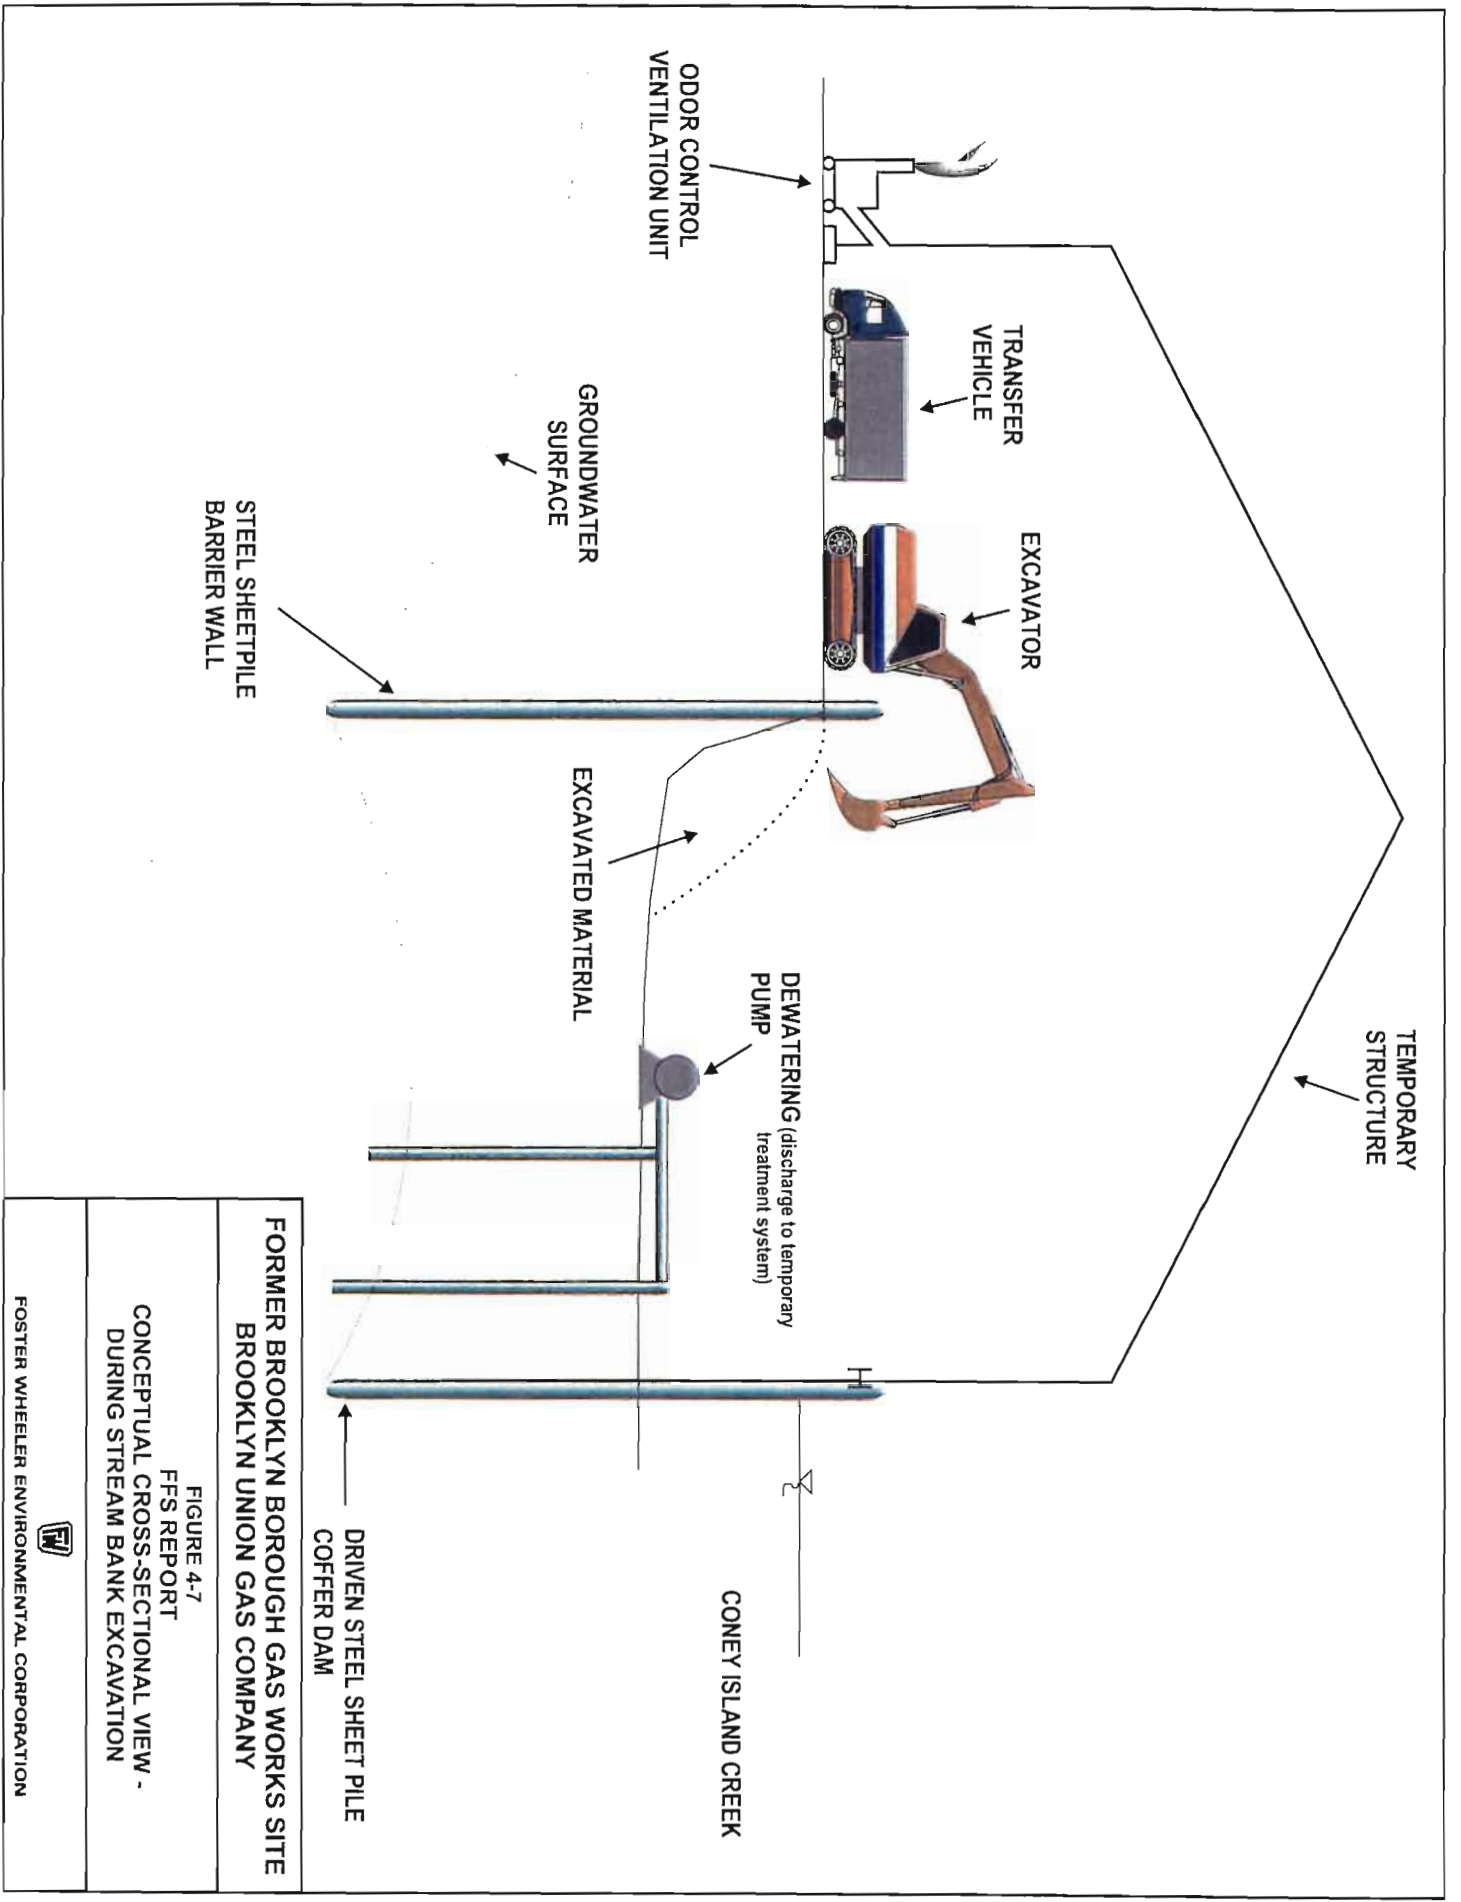 TEMPORARY
STRUCTURE
TRANSFER
VEHICLE
EXCAVATOR
ODOR CONTROL
VENTILATION UNIT
DEWATERING (discharge to temporary
PUMP treatment system)
CONEY ISLAND CREEK
GROUNDWATER
SURFACE
EXCAVATED MATERIAL
STEEL SHEETPILE
BARRIER WALL
DRIVEN STEEL SHEET PILE
COFFER DAM
FORMER BROOKLYN BOROUGH GAS WORKS SITE
BROOKLYN UNION GAS COMPANY
FIGURE 4-7
FFS REPORT
CONCEPTUAL CROSS-SECTIONAL VIEW -
DURING STREAM BANK EXCAVATION
FW
FOSTER WHEELER ENVIRONMENTAL CORPORATION